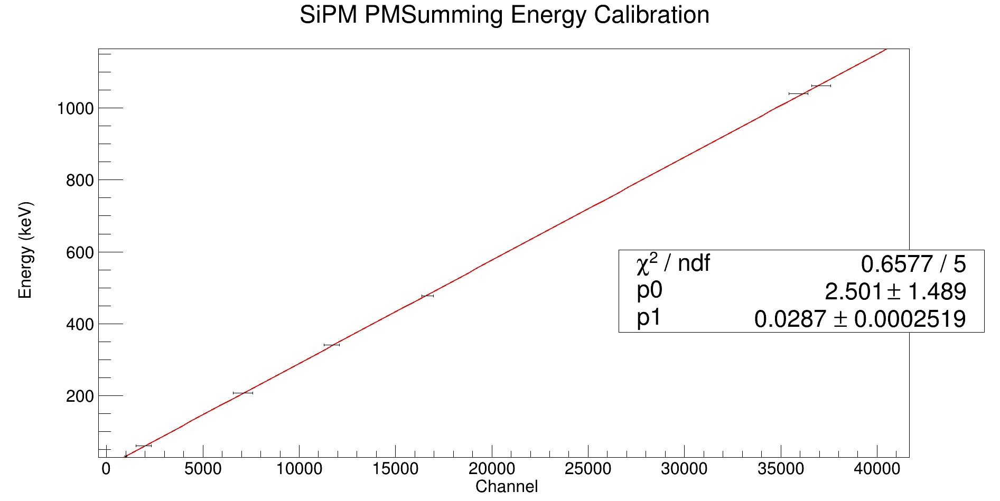 SiPM PMSumming Energy Calibration
Energy (keV)
1000
800
600
400
200
χ² / ndf 0.6577 / 5
p0 2.501 ± 1.489
p1 0.0287 ± 0.0002519
0 5000 10000 15000 20000 25000 30000 35000 40000
Channel